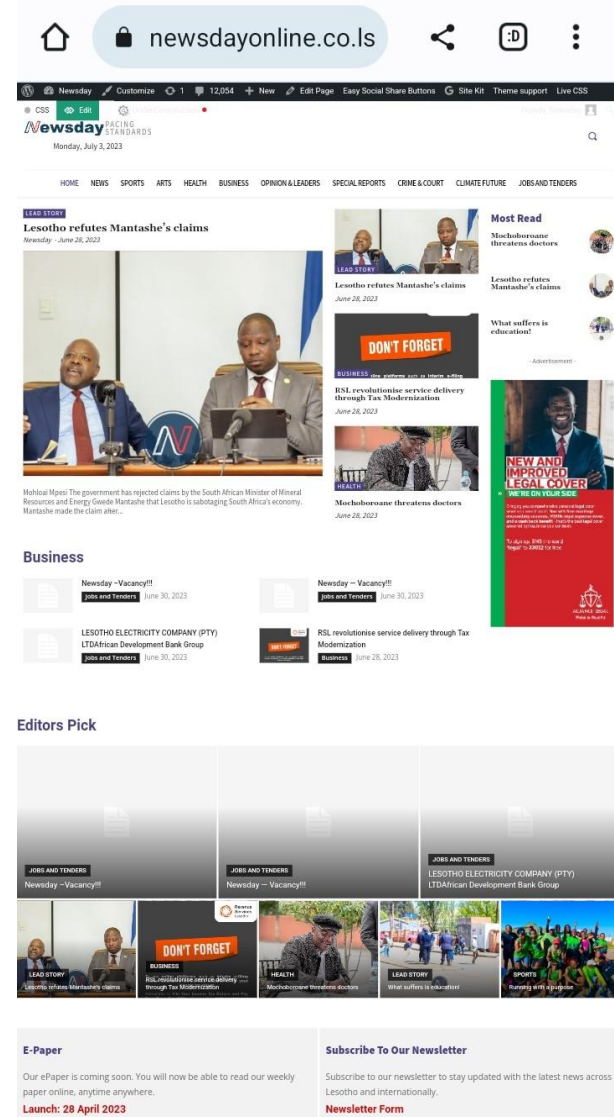 newsdayonline.co.ls
:D
Newsday Customize 1 12,054 + New Edit Page Easy Social Share Buttons G Site Kit Theme support Live CSS
CSS Edit
Newsday PACING STANDARDS
Monday, July 3, 2023
HOME NEWS SPORTS ARTS HEALTH BUSINESS OPINION & LEADERS SPECIAL REPORTS CRIME & COURT CLIMATE FUTURE JOBS AND TENDERS
LEAD STORY
Lesotho refutes Mantashe's claims
Newsday - June 28, 2023
Mohloai Mpesi The government has rejected claims by the South African Minister of Mineral
Resources and Energy Gwede Mantashe that Lesotho is sabotaging South Africa's economy.
Mantashe made the claim after...
LEAD STORY
Lesotho refutes Mantashe's claims
June 28, 2023
DON'T FORGET
BUSINESS
RSL revolutionise service delivery
through Tax Modernization
June 28, 2023
HEALTH
Mochoboroane threatens doctors
June 28, 2023
Most Read
Mochoboroane
threatens doctors
Lesotho refutes
Mantashe's claims
What suffers is
education!
- Advertisement -
NEW AND
IMPROVED
LEGAL COVER
WE'RE ON YOUR SIDE
Business
Newsday –Vacancy!!!
Jobs and Tenders June 30, 2023
Newsday — Vacancy!!!
Jobs and Tenders June 30, 2023
LESOTHO ELECTRICITY COMPANY (PTY)
LTDAfrican Development Bank Group
Jobs and Tenders June 30, 2023
DON'T FORGET
RSL revolutionise service delivery through Tax
Modernization
Business June 28, 2023
Editors Pick
JOBS AND TENDERS
Newsday –Vacancy!!!
JOBS AND TENDERS
Newsday — Vacancy!!!
JOBS AND TENDERS
LESOTHO ELECTRICITY COMPANY (PTY)
LTDAfrican Development Bank Group
LEAD STORY
Lesotho refutes Mantashe's claims
Revenue
Services
Lesotho
DON'T FORGET
BUSINESS
RSL revolutionise service delivery
through Tax Modernization
HEALTH
Mochoboroane threatens doctors
LEAD STORY
What suffers is education!
SPORTS
Running with a purpose
E-Paper
Our ePaper is coming soon. You will now be able to read our weekly
paper online, anytime anywhere.
Launch: 28 April 2023
Subscribe To Our Newsletter
Subscribe to our newsletter to stay updated with the latest news across
Lesotho and internationally.
Newsletter Form